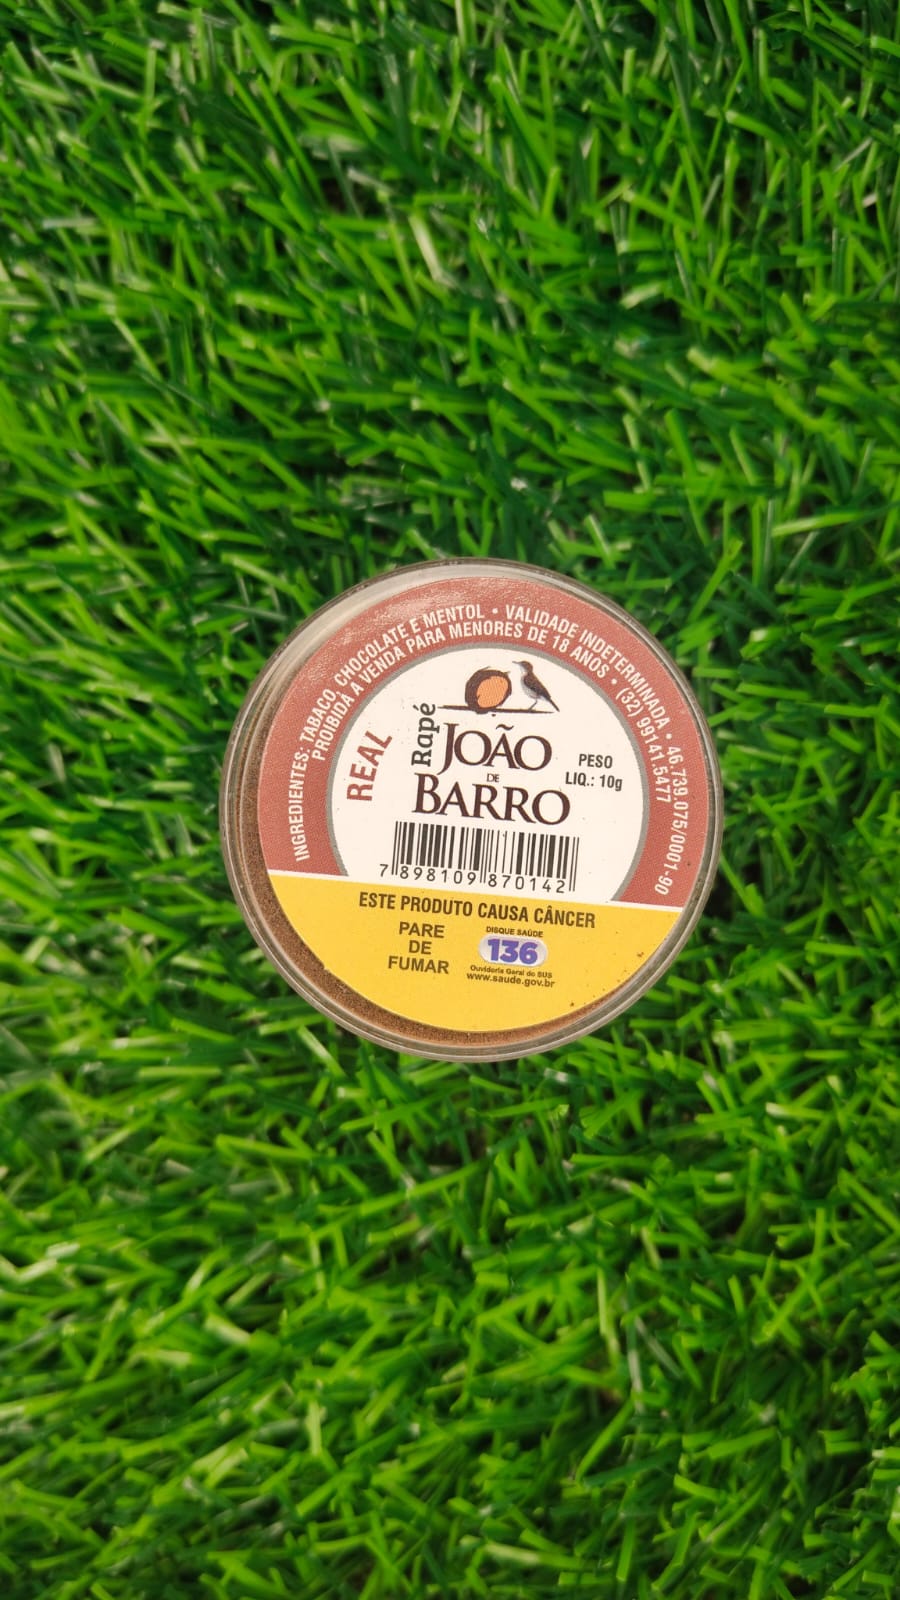 INGREDIENTES: TABACO, CHOCOLATE E MENTOL • VALIDADE INDETERMINADA • 46.739.075/0001-90
PROIBIDA A VENDA PARA MENORES DE 18 ANOS • (32) 99141.5477
REAL
Rapé
JOÃO
DE
BARRO
PESO
LIQ.: 10g
7 898109 870142
ESTE PRODUTO CAUSA CÂNCER
PARE
DE
FUMAR
DISQUE SAÚDE
136
Ouvidoria Geral do SUS
www.saude.gov.br